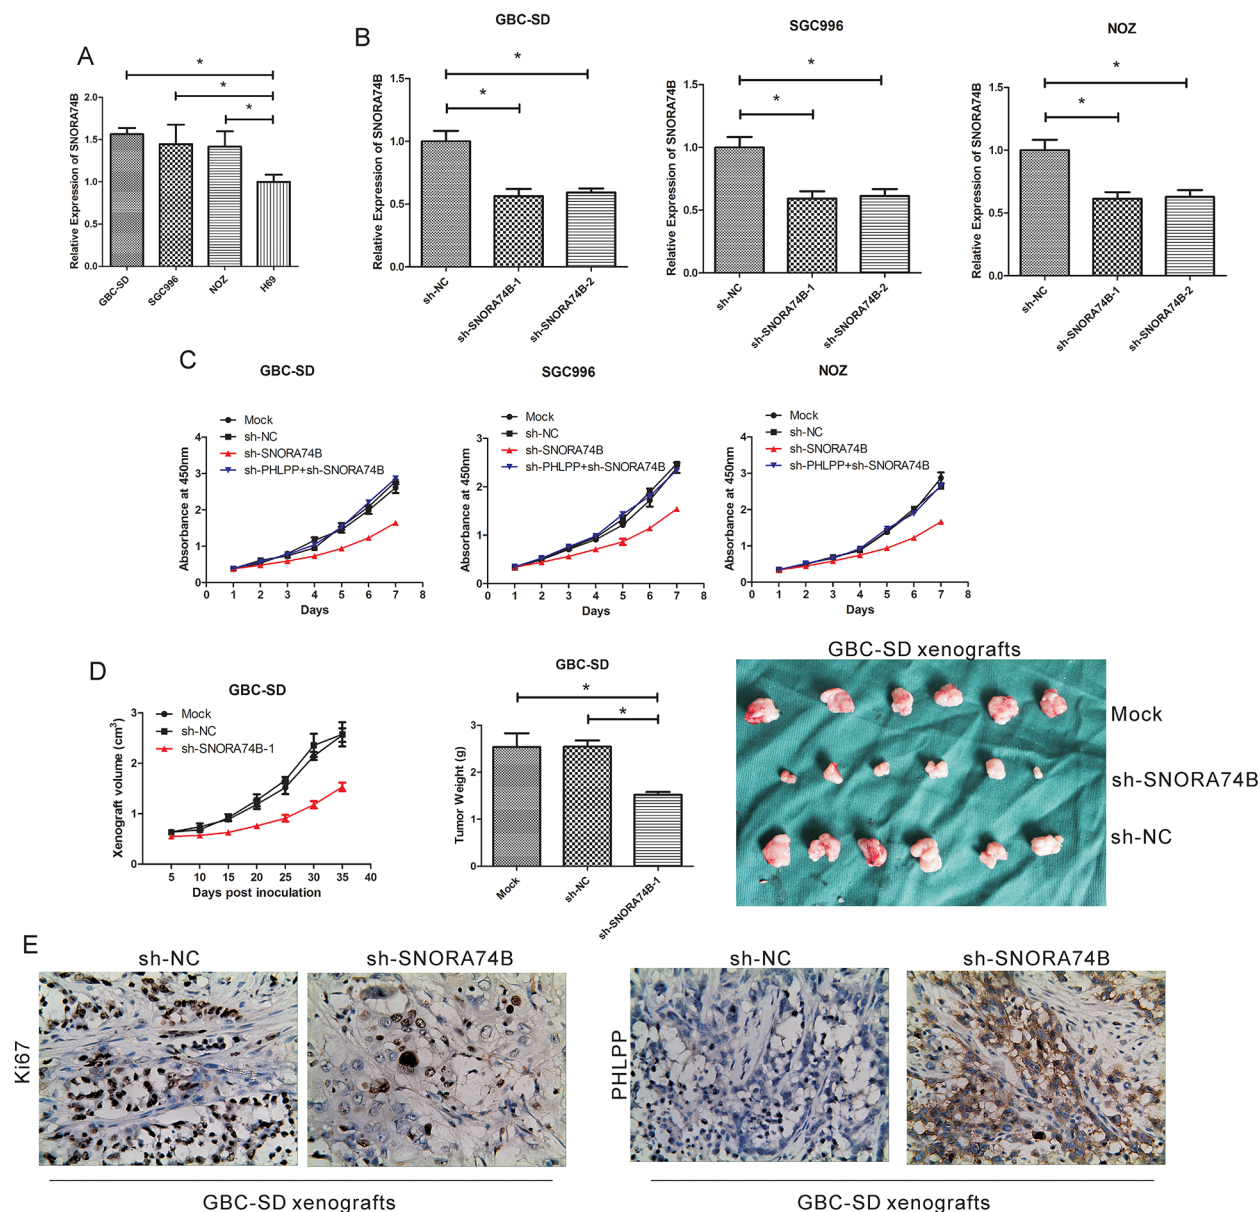 A
Relative Expression of SNORA74B
2.0
1.5
1.0
0.5
0.0
*
*
*
GBC-SD
SGC996
NOZ
H69
B
GBC-SD
Relative Expression of SNORA74B
1.5
1.0
0.5
0.0
*
*
sh-NC
sh-SNORA74B-1
sh-SNORA74B-2
SGC996
Relative Expression of SNORA74B
1.5
1.0
0.5
0.0
*
*
sh-NC
sh-SNORA74B-1
sh-SNORA74B-2
NOZ
Relative Expression of SNORA74B
1.5
1.0
0.5
0.0
*
*
sh-NC
sh-SNORA74B-1
sh-SNORA74B-2
C
GBC-SD
Mock
sh-NC
sh-SNORA74B
sh-PHLPP+sh-SNORA74B
Absorbance at 450nm
4
3
2
1
0
0 1 2 3 4 5 6 7 8
Days
SGC996
Mock
sh-NC
sh-SNORA74B
sh-PHLPP+sh-SNORA74B
Absorbance at 450nm
3
2
1
0
0 1 2 3 4 5 6 7 8
Days
NOZ
Mock
sh-NC
sh-SNORA74B
sh-PHLPP+sh-SNORA74B
Absorbance at 450nm
4
3
2
1
0
0 1 2 3 4 5 6 7 8
Days
D
GBC-SD
Mock
sh-NC
sh-SNORA74B-1
Xenograft volume (cm³)
3
2
1
0
5 10 15 20 25 30 35 40
Days post inoculation
GBC-SD
Tumor Weight (g)
3
2
1
0
*
*
Mock
sh-NC
sh-SNORA74B-1
GBC-SD xenografts
Mock
sh-SNORA74B
sh-NC
E
sh-NC
sh-SNORA74B
Ki67
GBC-SD xenografts
sh-NC
sh-SNORA74B
PHLPP
GBC-SD xenografts